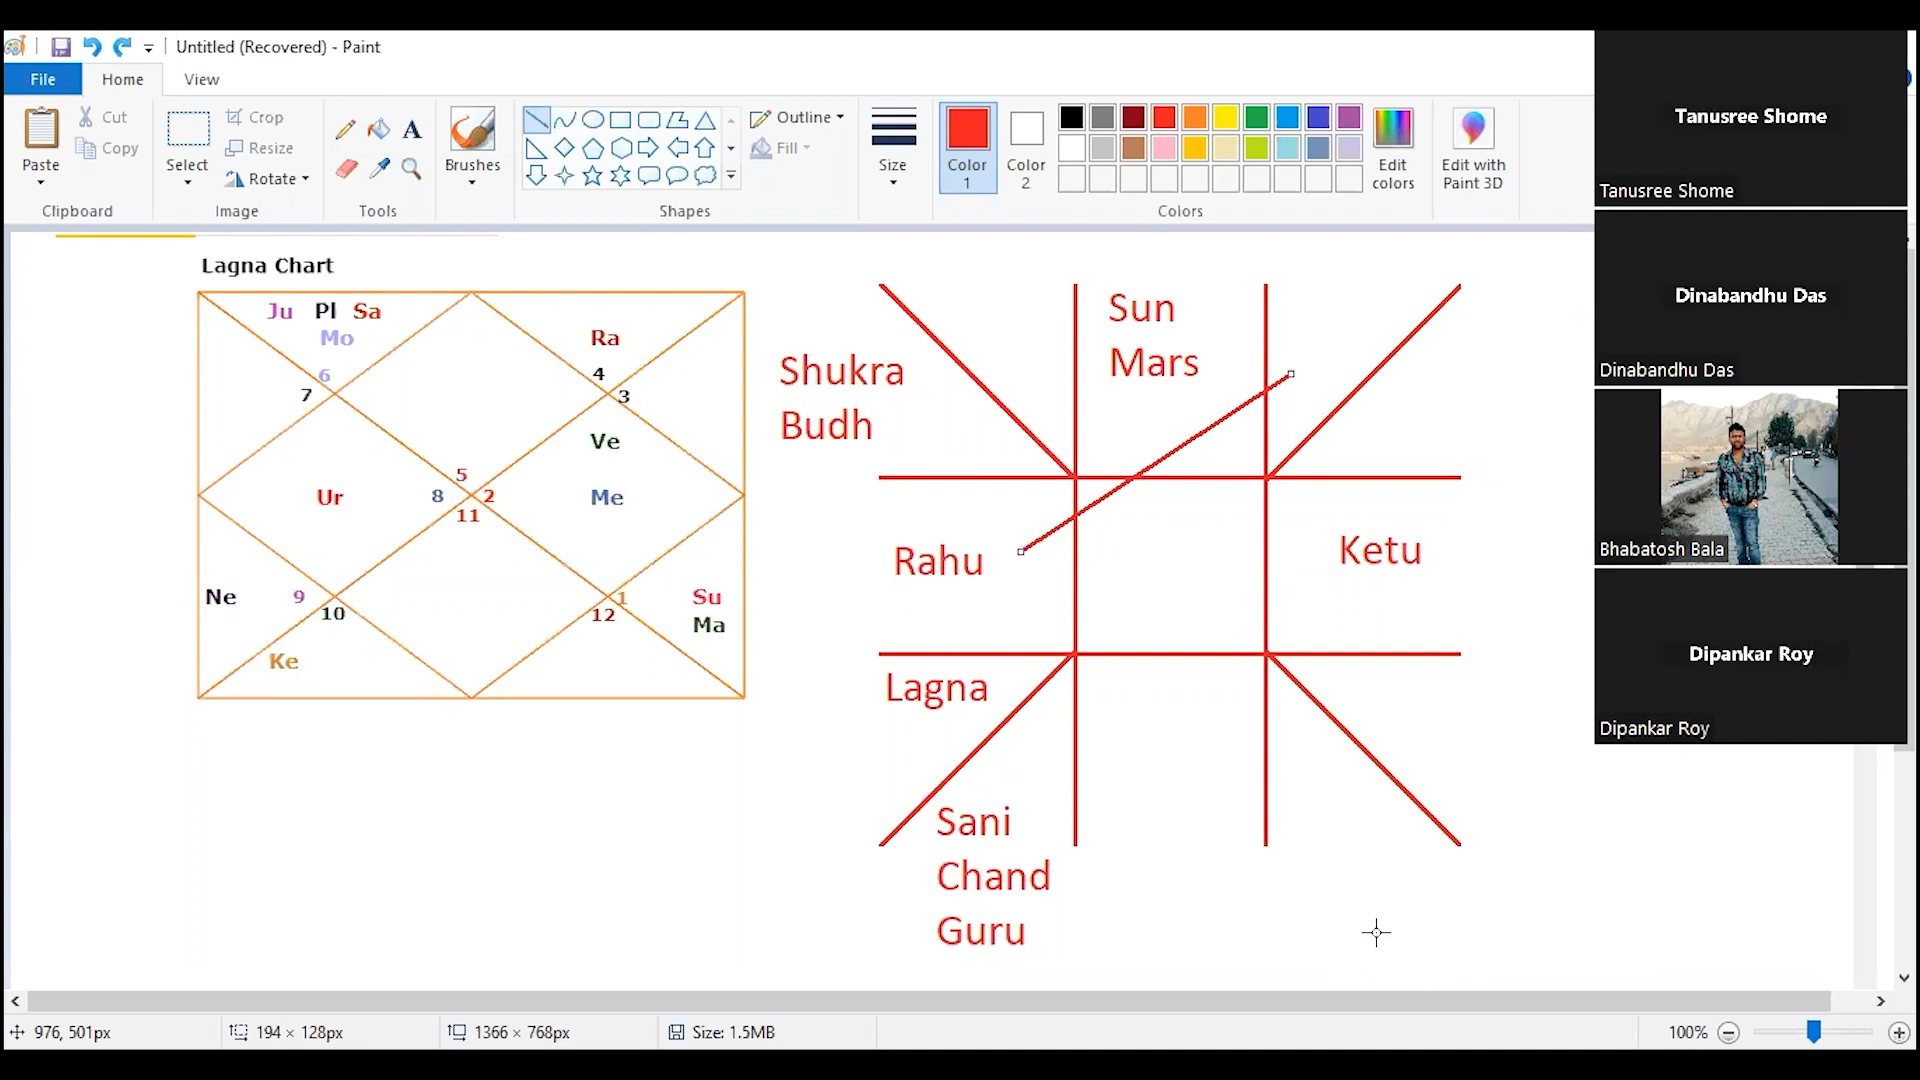 Untitled (Recovered) - Paint
File Home View
Paste
Cut
Copy
Clipboard
Select
Crop
Resize
Rotate
Image
A
Tools
Brushes
Shapes
Outline
Fill
Size
Color 1
Color 2
Colors
Edit colors
Edit with Paint 3D
Lagna Chart
Ju Pl Sa
Mo
6
7
Ra
4
3
Ve
Me
5
8 2
11
Ur
Ne 9
10
Ke
1
12
Su
Ma
Shukra
Budh
Sun
Mars
Rahu
Ketu
Lagna
Sani
Chand
Guru
Tanusree Shome
Tanusree Shome
Dinabandhu Das
Dinabandhu Das
Bhabatosh Bala
Dipankar Roy
Dipankar Roy
976, 501px
194 × 128px
1366 × 768px
Size: 1.5MB
100%